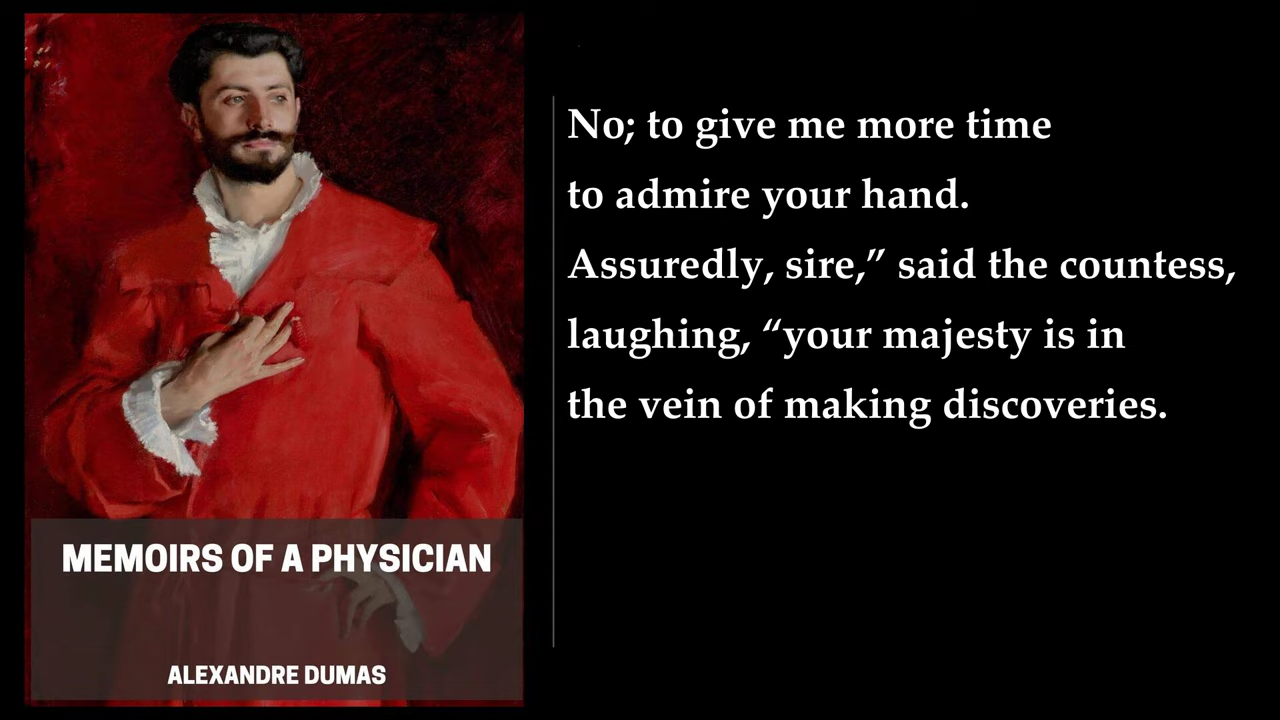 No; to give me more time
to admire your hand.
Assuredly, sire,” said the countess,
laughing, “your majesty is in
the vein of making discoveries.
MEMOIRS OF A PHYSICIAN
ALEXANDRE DUMAS